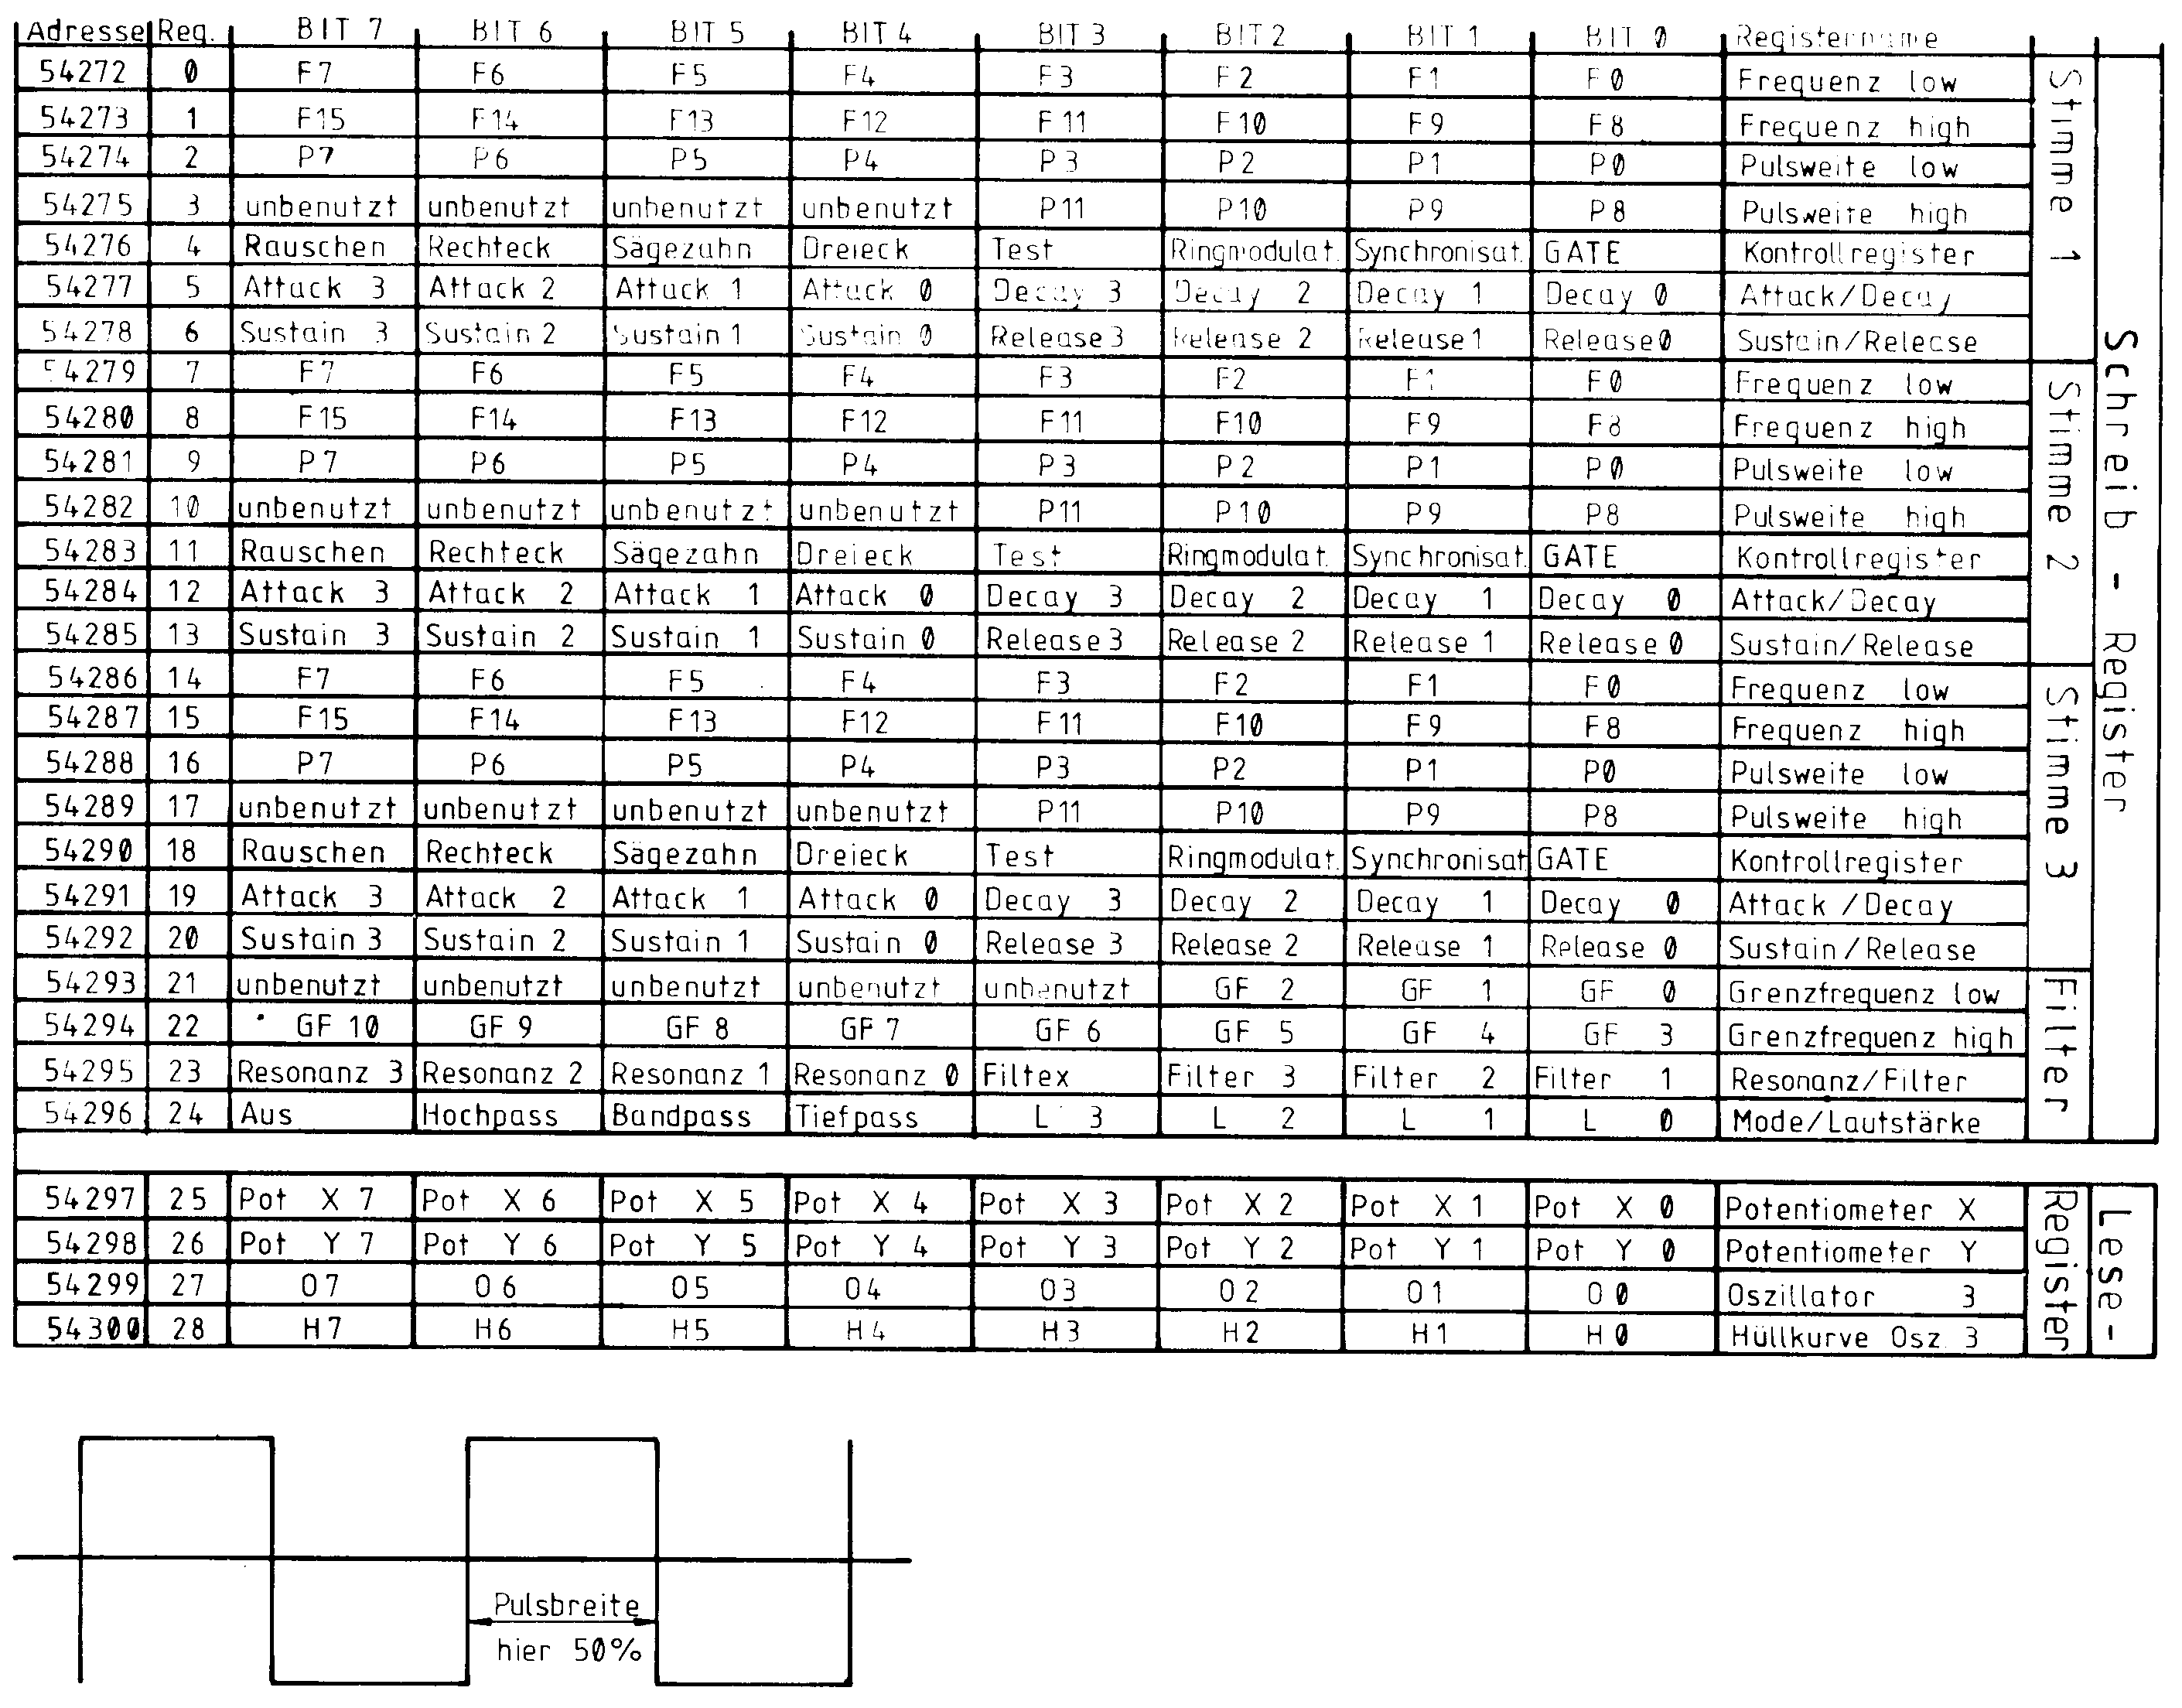 Adresse Reg. BIT 7 BIT 6 BIT 5 BIT 4 BIT 3 BIT 2 BIT 1 BIT 0 Registername
54272 0 F7 F6 F5 F4 F3 F2 F1 F0 Frequenz low
54273 1 F15 F14 F13 F12 F11 F10 F9 F8 Frequenz high
54274 2 P7 P6 P5 P4 P3 P2 P1 P0 Pulsweite low
54275 3 unbenutzt unbenutzt unbenutzt unbenutzt P11 P10 P9 P8 Pulsweite high
54276 4 Rauschen Rechteck Sägezahn Dreieck Test Ringmodulat. Synchronisat. GATE Kontrollregister
54277 5 Attack 3 Attack 2 Attack 1 Attack 0 Decay 3 Decay 2 Decay 1 Decay 0 Attack/Decay
54278 6 Sustain 3 Sustain 2 Sustain 1 Sustain 0 Release 3 Release 2 Release 1 Release 0 Sustain/Release
Stimme 1
54279 7 F7 F6 F5 F4 F3 F2 F1 F0 Frequenz low
54280 8 F15 F14 F13 F12 F11 F10 F9 F8 Frequenz high
54281 9 P7 P6 P5 P4 P3 P2 P1 P0 Pulsweite low
54282 10 unbenutzt unbenutzt unbenutzt unbenutzt P11 P10 P9 P8 Pulsweite high
54283 11 Rauschen Rechteck Sägezahn Dreieck Test Ringmodulat. Synchronisat. GATE Kontrollregister
54284 12 Attack 3 Attack 2 Attack 1 Attack 0 Decay 3 Decay 2 Decay 1 Decay 0 Attack/Decay
54285 13 Sustain 3 Sustain 2 Sustain 1 Sustain 0 Release 3 Release 2 Release 1 Release 0 Sustain/Release
Stimme 2
54286 14 F7 F6 F5 F4 F3 F2 F1 F0 Frequenz low
54287 15 F15 F14 F13 F12 F11 F10 F9 F8 Frequenz high
54288 16 P7 P6 P5 P4 P3 P2 P1 P0 Pulsweite low
54289 17 unbenutzt unbenutzt unbenutzt unbenutzt P11 P10 P9 P8 Pulsweite high
54290 18 Rauschen Rechteck Sägezahn Dreieck Test Ringmodulat. Synchronisat GATE Kontrollregister
54291 19 Attack 3 Attack 2 Attack 1 Attack 0 Decay 3 Decay 2 Decay 1 Decay 0 Attack / Decay
54292 20 Sustain 3 Sustain 2 Sustain 1 Sustain 0 Release 3 Release 2 Release 1 Release 0 Sustain / Release
Stimme 3
54293 21 unbenutzt unbenutzt unbenutzt unbenutzt unbenutzt GF 2 GF 1 GF 0 Grenzfrequenz low
54294 22 GF 10 GF 9 GF 8 GF 7 GF 6 GF 5 GF 4 GF 3 Grenzfrequenz high
54295 23 Resonanz 3 Resonanz 2 Resonanz 1 Resonanz 0 Filtex Filter 3 Filter 2 Filter 1 Resonanz/Filter
54296 24 Aus Hochpass Bandpass Tiefpass L 3 L 2 L 1 L 0 Mode/Lautstärke
Filter
Schreib - Register
54297 25 Pot X 7 Pot X 6 Pot X 5 Pot X 4 Pot X 3 Pot X 2 Pot X 1 Pot X 0 Potentiometer X
54298 26 Pot Y 7 Pot Y 6 Pot Y 5 Pot Y 4 Pot Y 3 Pot Y 2 Pot Y 1 Pot Y 0 Potentiometer Y
54299 27 O7 O6 O5 O4 O3 O2 O1 O0 Oszillator 3
54300 28 H7 H6 H5 H4 H3 H2 H1 H0 Hüllkurve Osz. 3
Lese -
Register
Pulsbreite
hier 50%